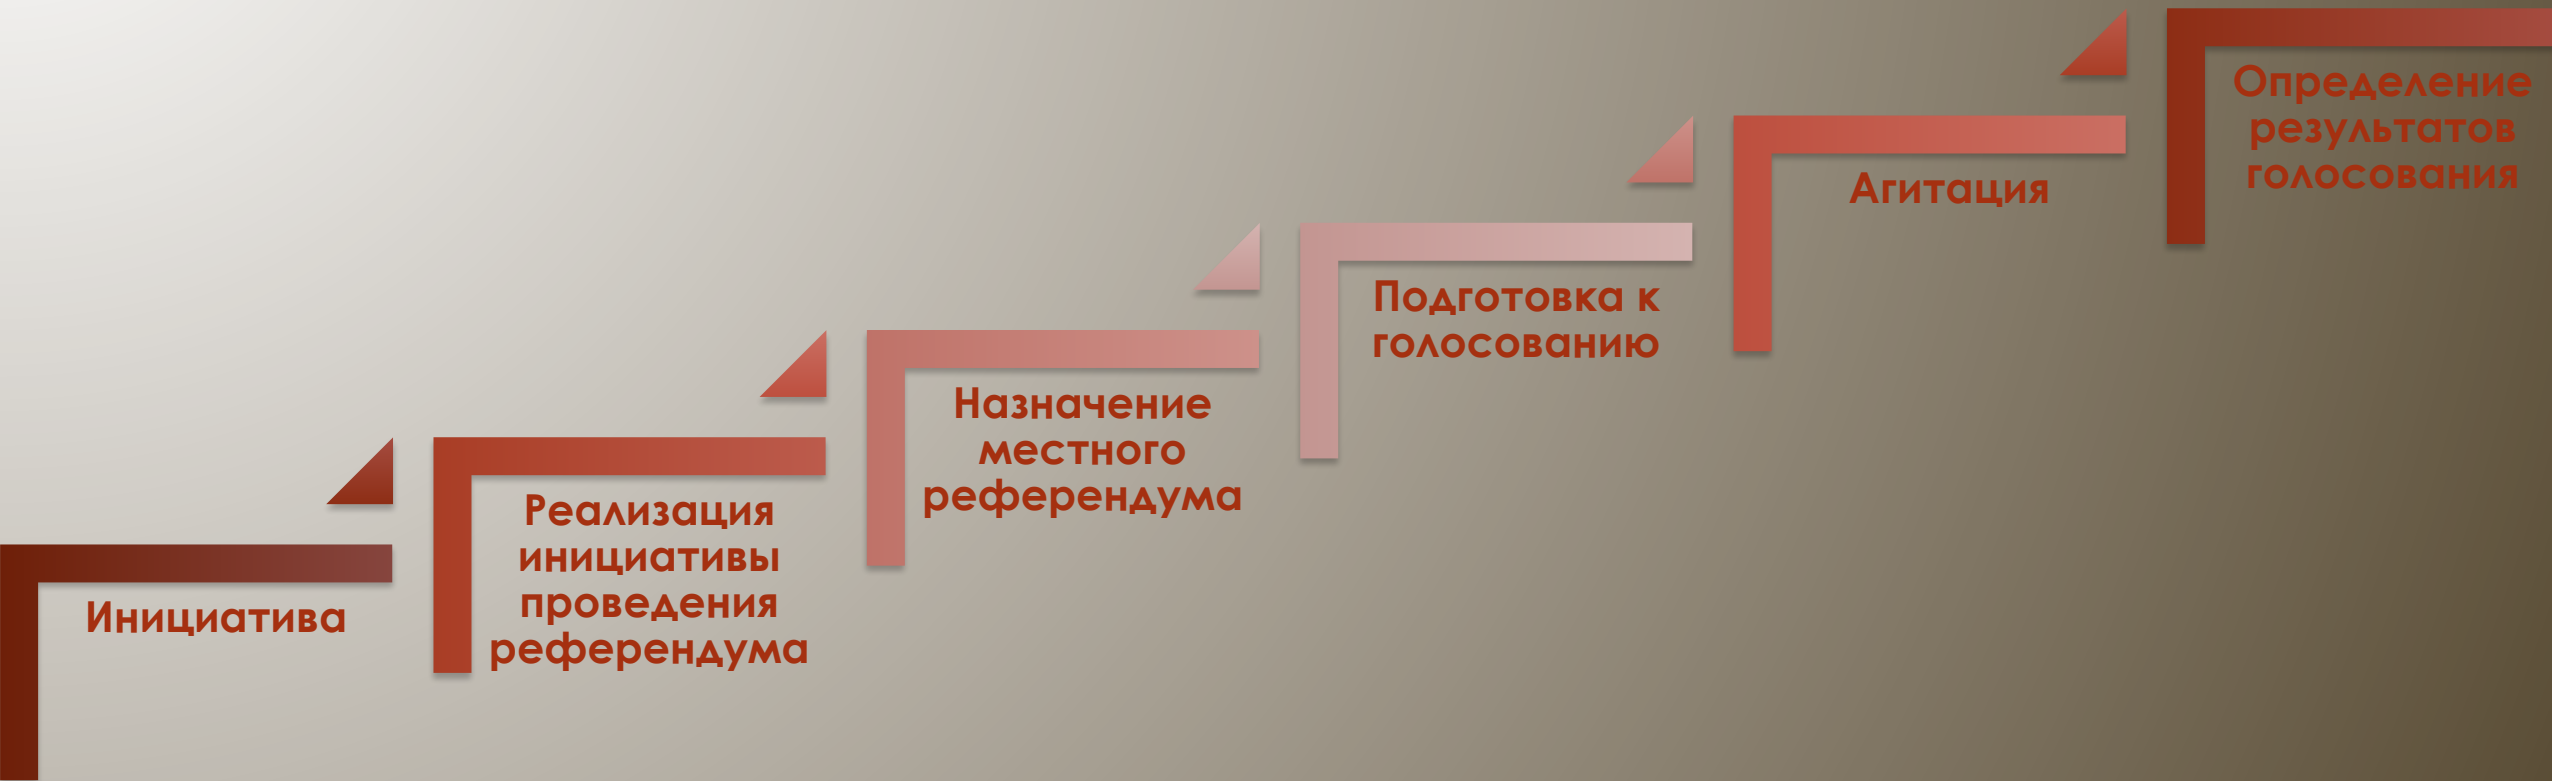 Инициатива
Реализация
инициативы
проведения
референдума
Назначение
местного
референдума
Подготовка к
голосованию
Агитация
Определение
результатов
голосования